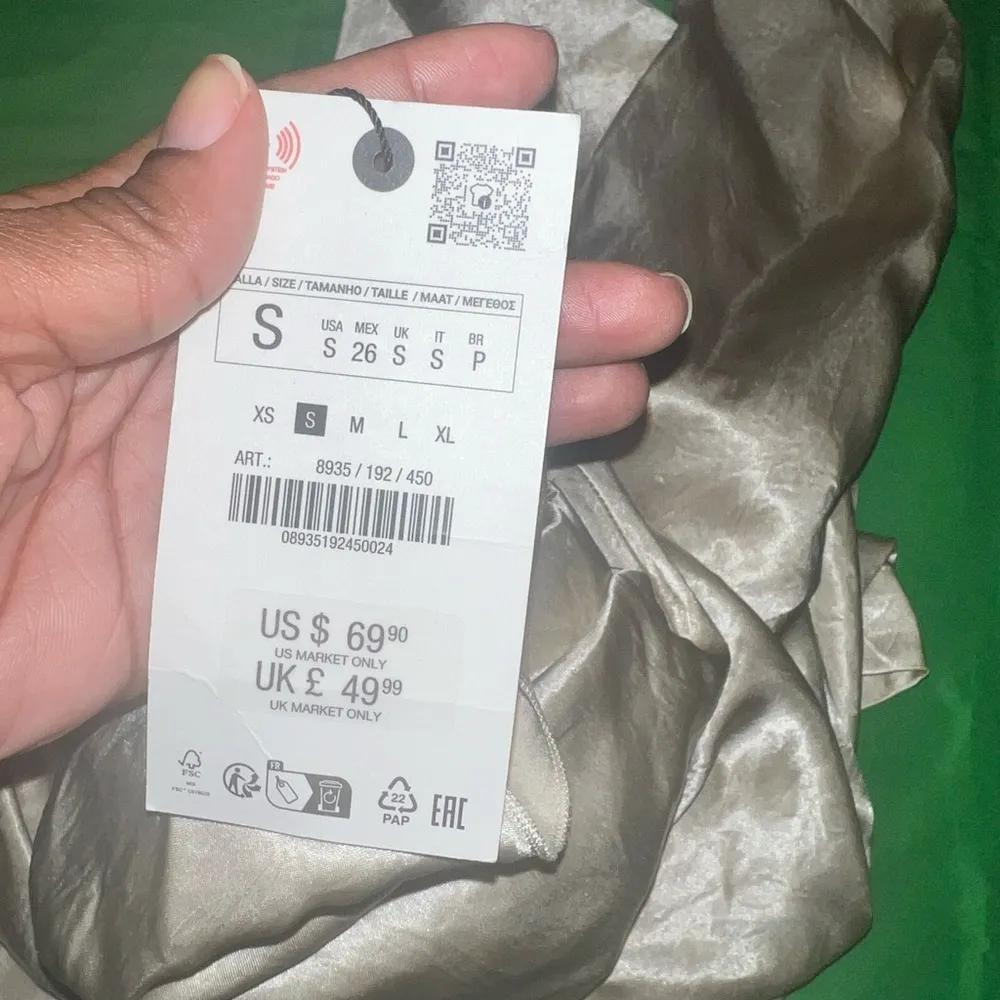 / SIZE / TAMANHO / TAILLE / MAAT / ΜΕΓΕΘΟΣ
S USA MEX UK IT BR
S 26 S S P
XS S M L XL
ART.: 8935 / 192 / 450
08935192450024
US $ 69 90
US MARKET ONLY
UK £ 49 99
UK MARKET ONLY
FR
FSC
22
PAP
EAC